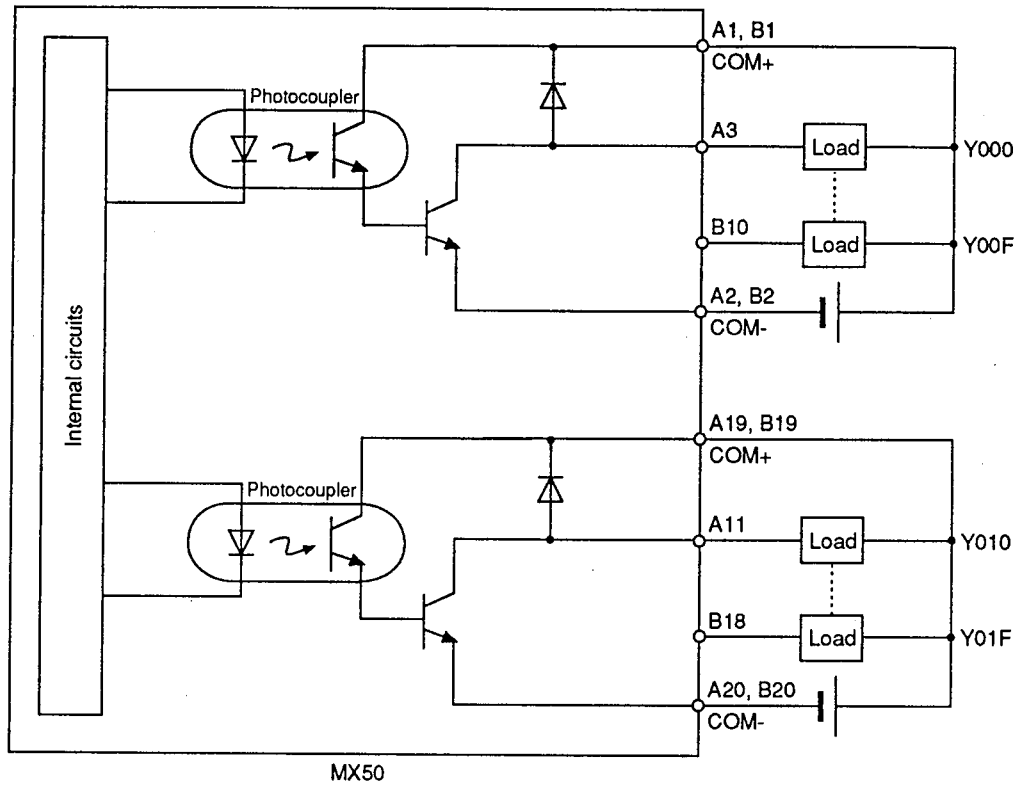 A1, B1
COM+
Photocoupler
A3
Load
Y000
B10
Load
Y00F
A2, B2
COM-
Internal circuits
A19, B19
COM+
Photocoupler
A11
Load
Y010
B18
Load
Y01F
A20, B20
COM-
MX50